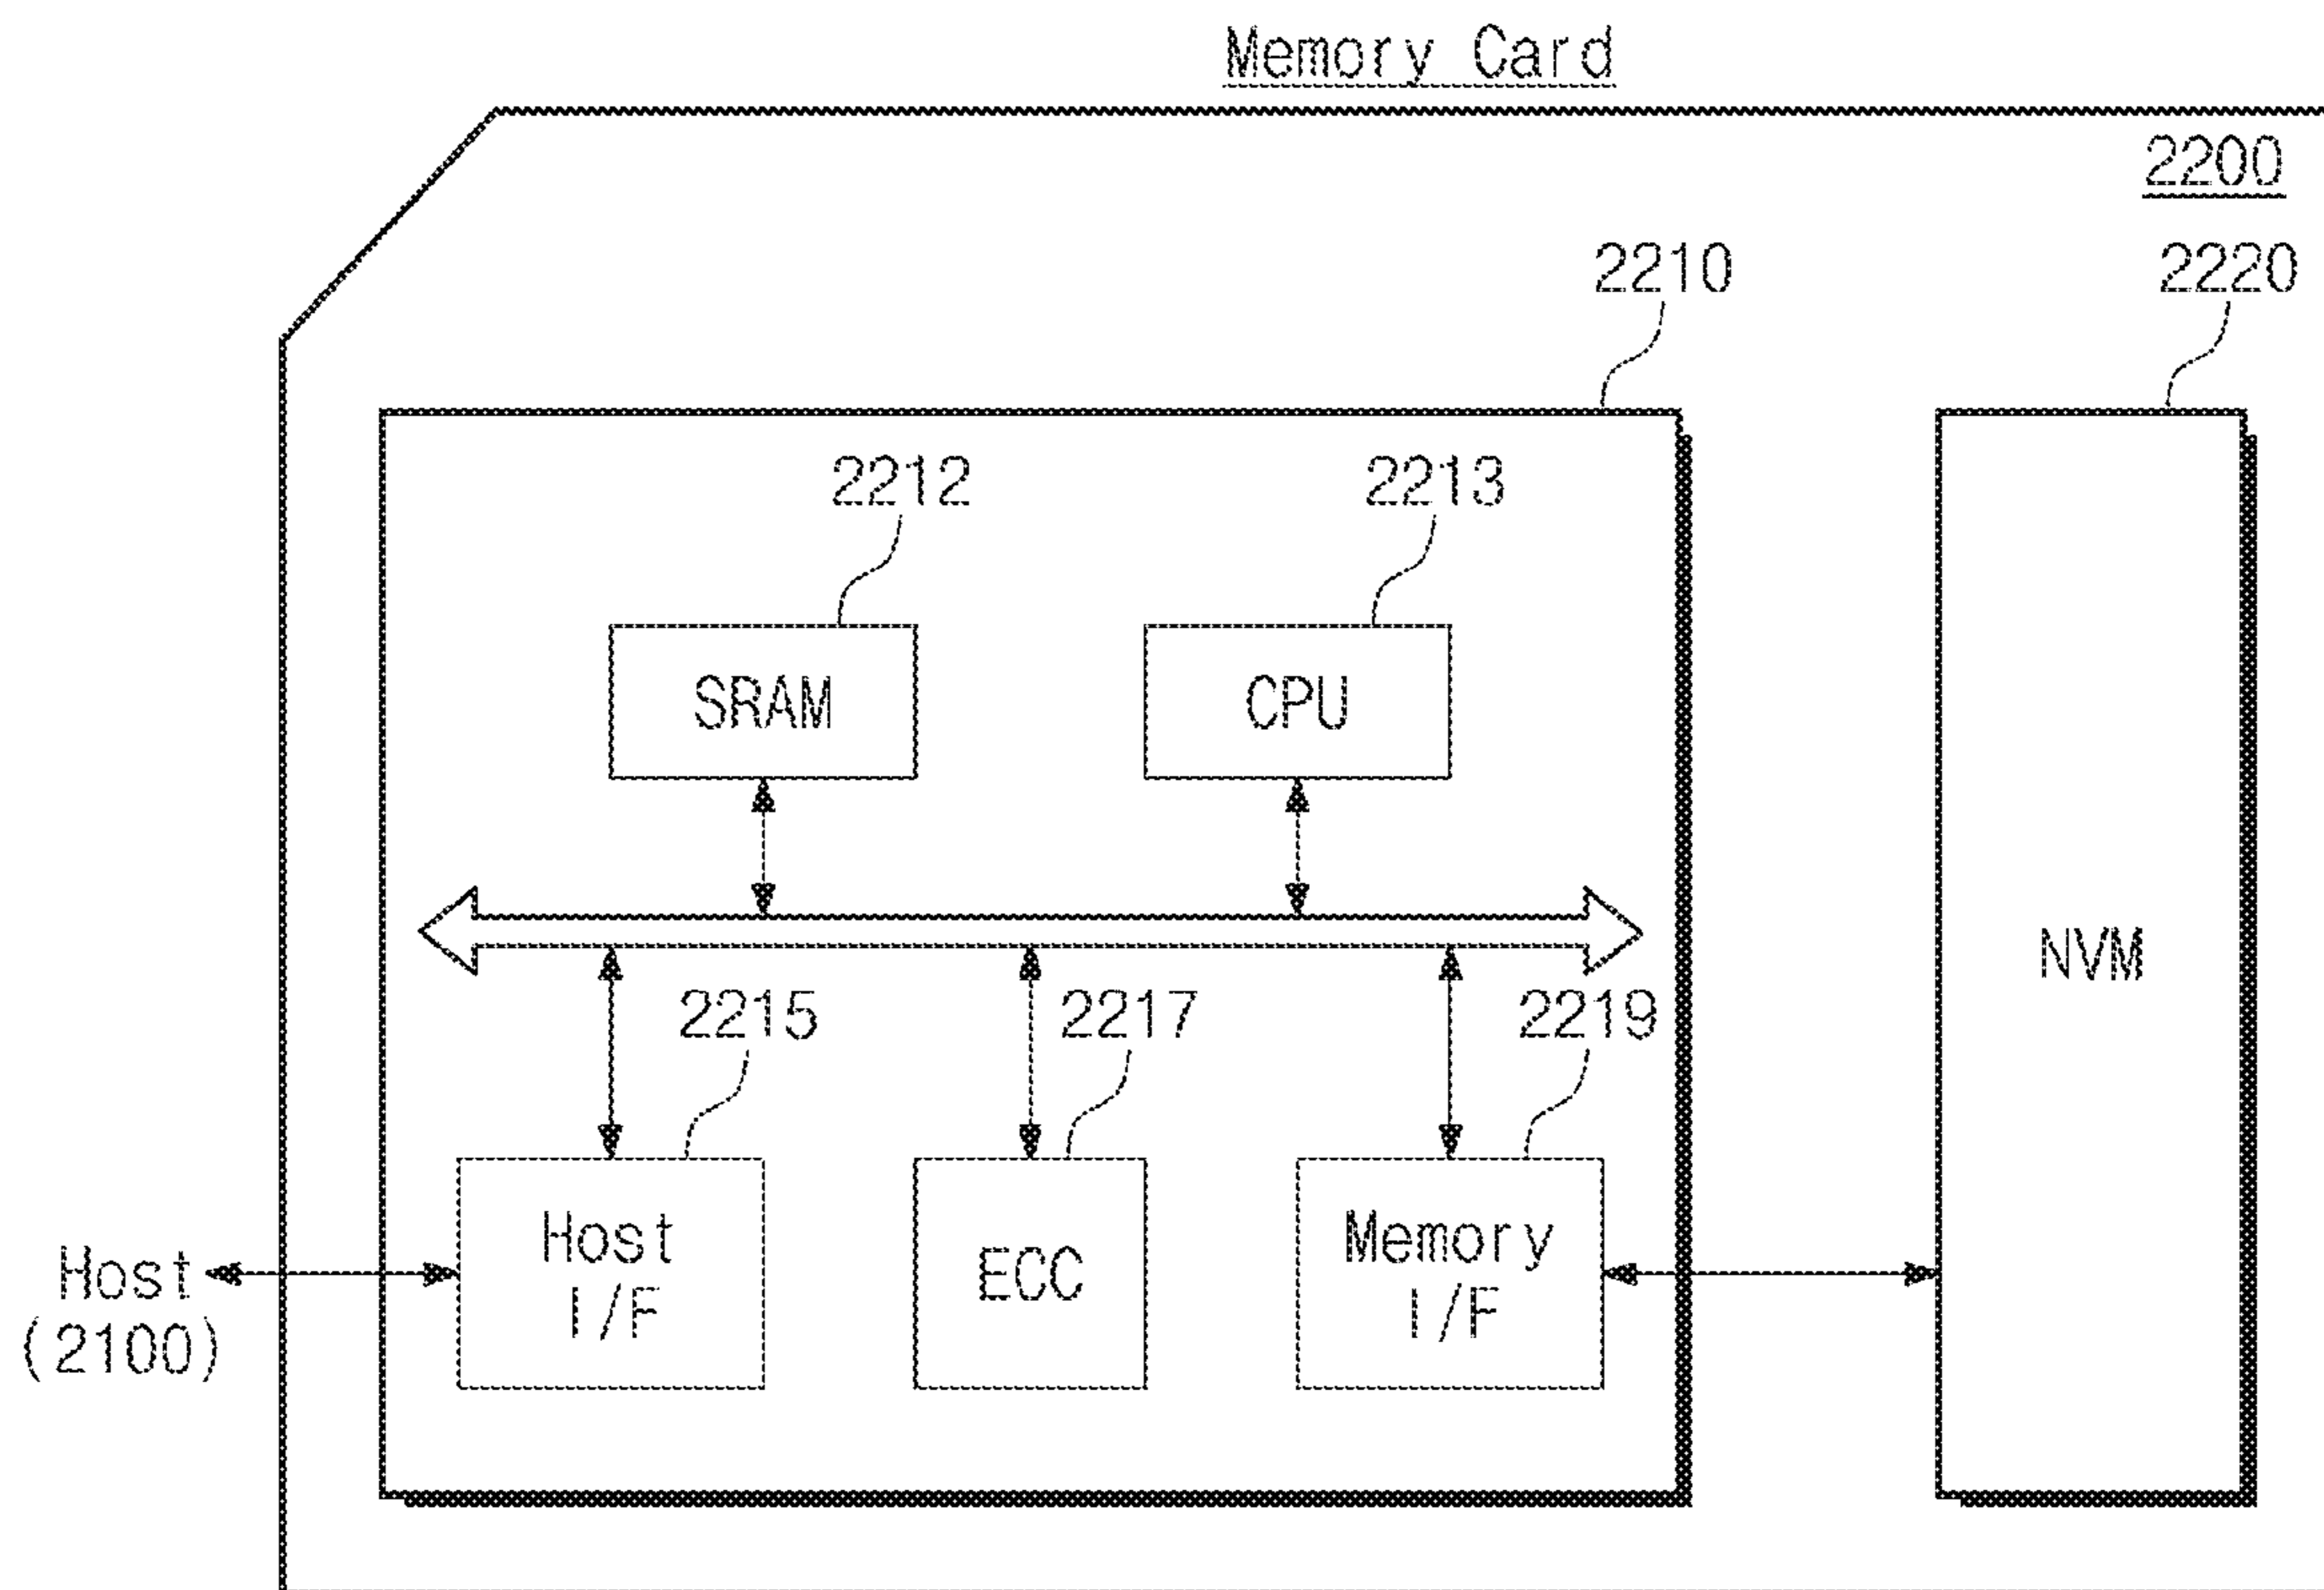 Memory Card
2200
2210
2220
2212
2213
SRAM
CPU
NVM
2215
2217
2219
Host
I/F
ECC
Memory
I/F
Host
(2100)